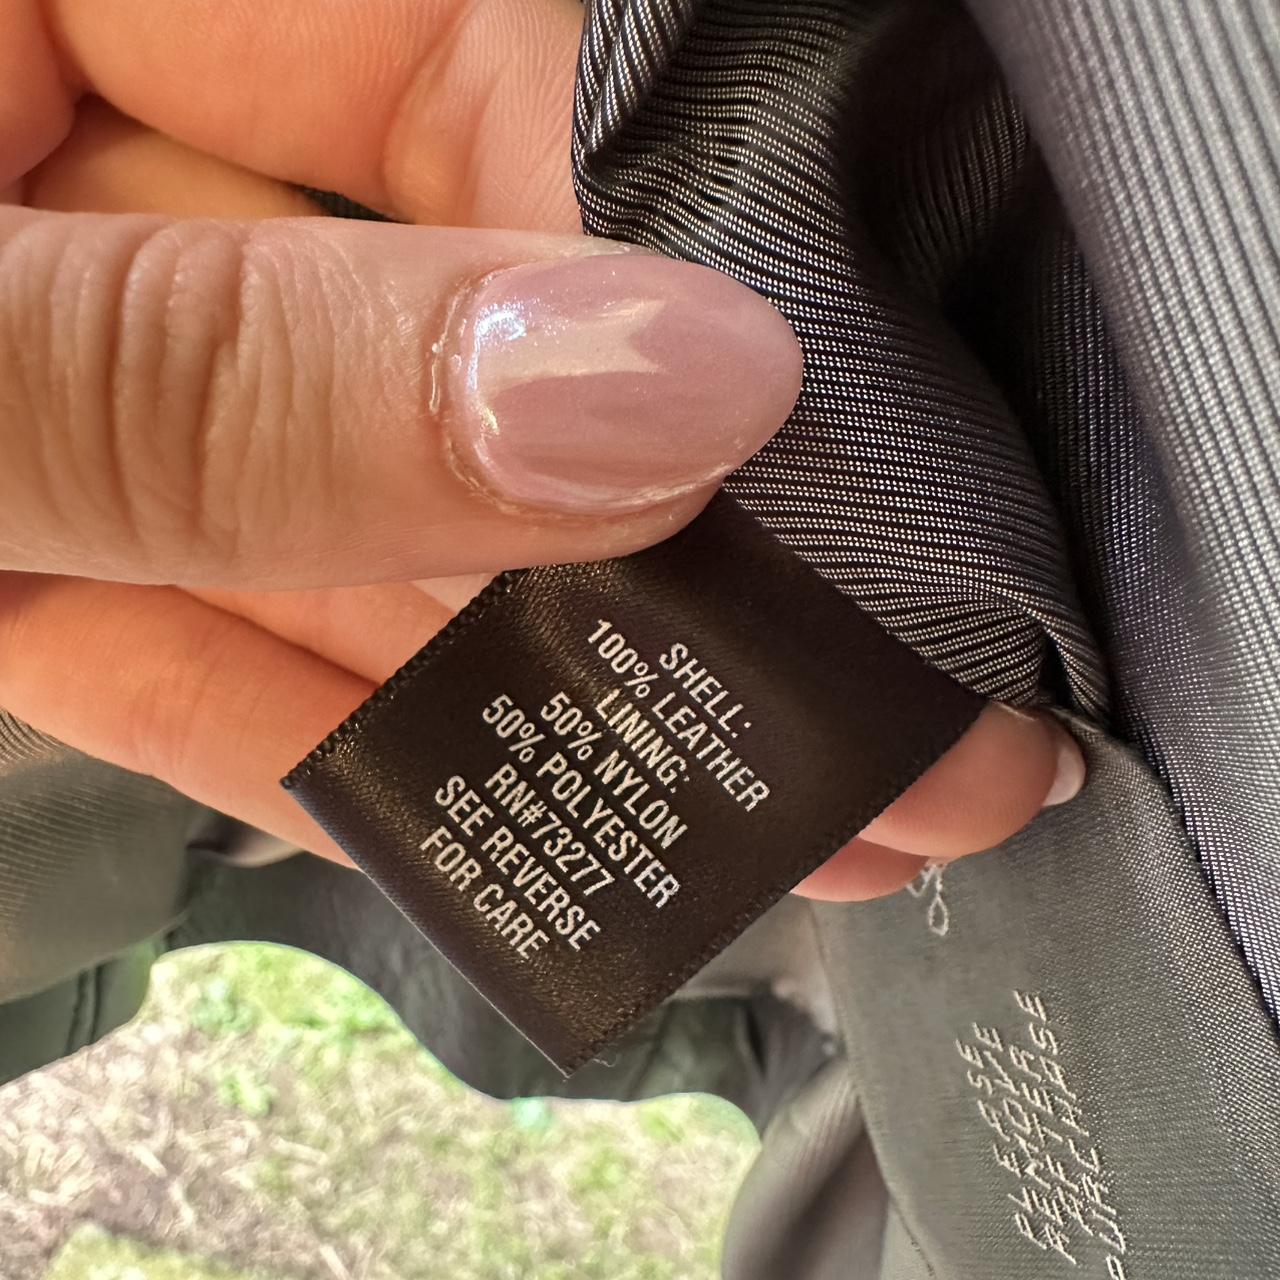 SHELL:
100% LEATHER
LINING:
50% NYLON
50% POLYESTER
RN#73277
SEE REVERSE
FOR CARE